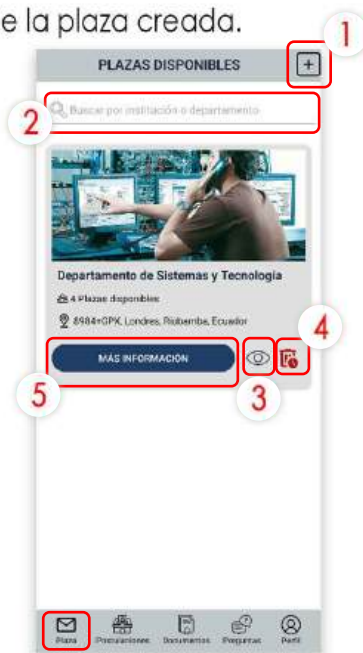 e la plaza creada.
1
PLAZAS DISPONIBLES
2
Buscar por institución o departamento
Departamento de Sistemas y Tecnología
4 Plazas disponibles
8984+GPX, Londres, Riobamba, Ecuador
4
MÁS INFORMACIÓN
5
3
Plaza Postulaciones Documentos Preguntas Perfil